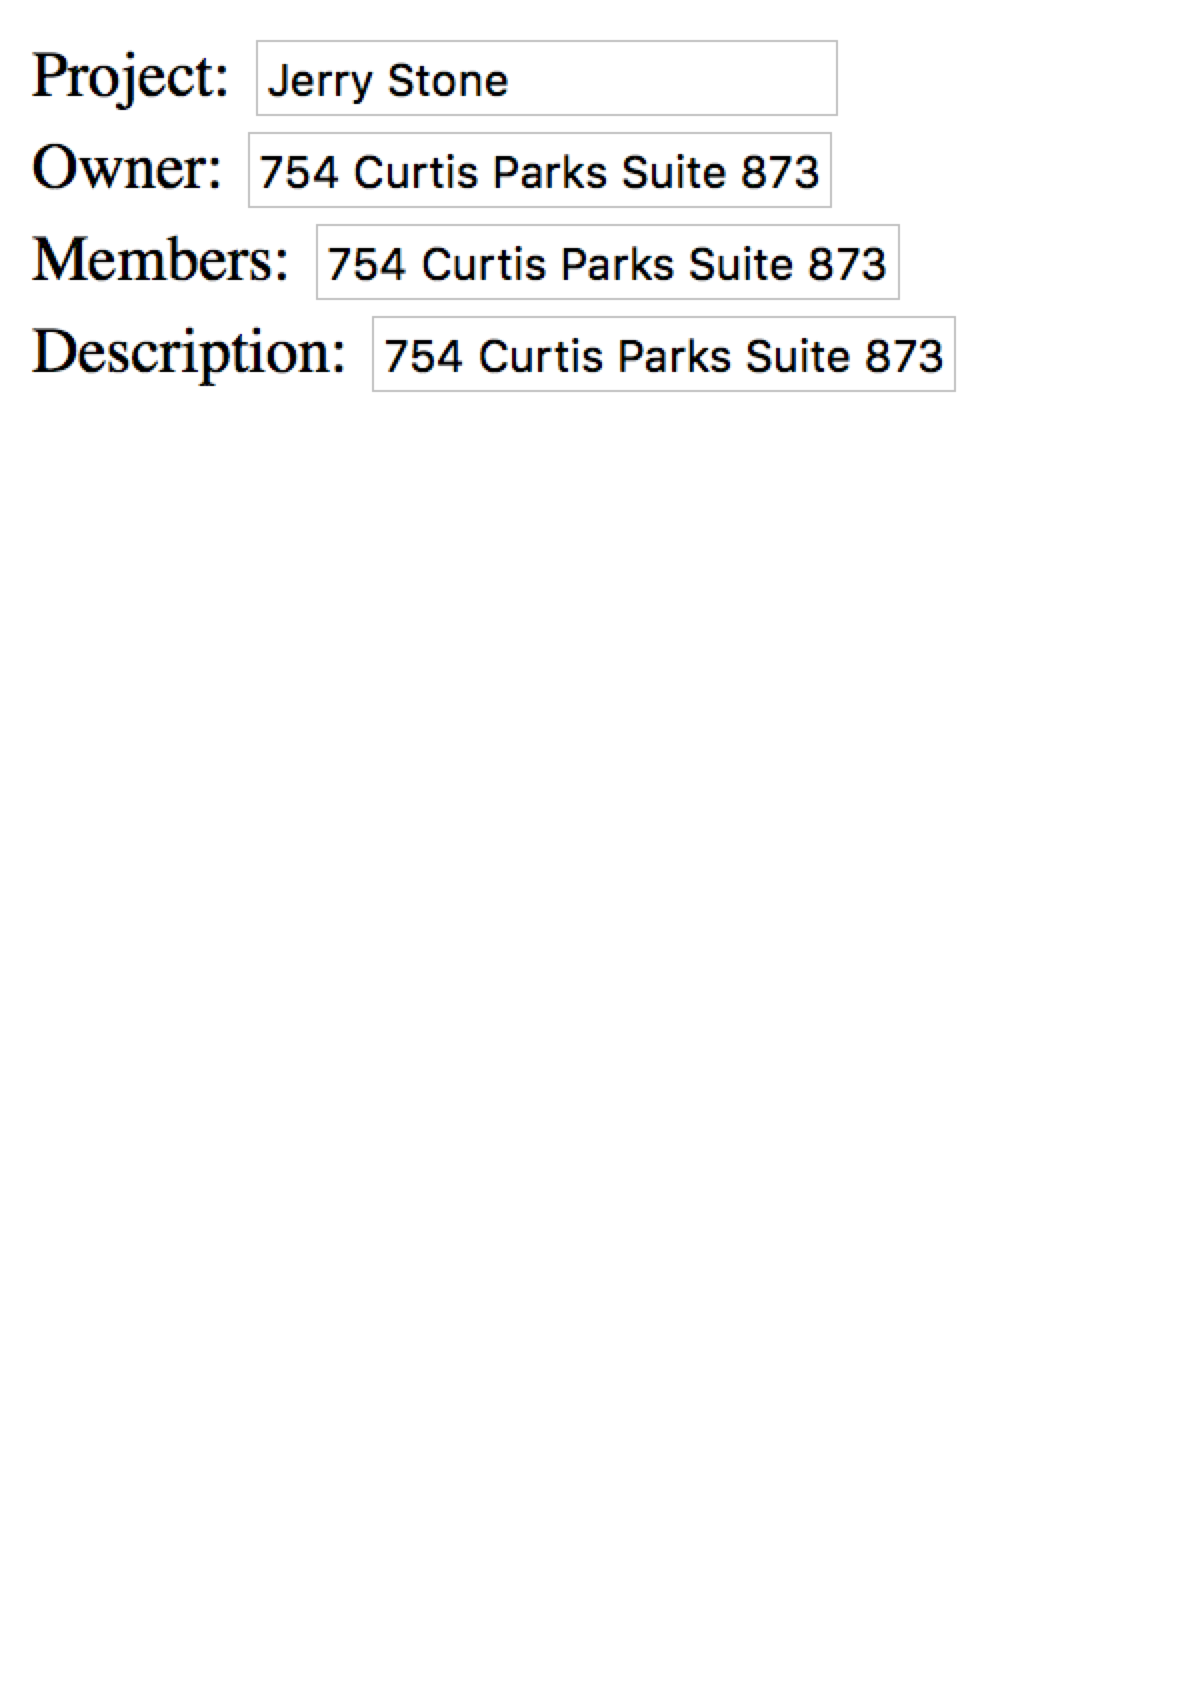 Project: Jerry Stone
Owner: 754 Curtis Parks Suite 873
Members: 754 Curtis Parks Suite 873
Description: 754 Curtis Parks Suite 873